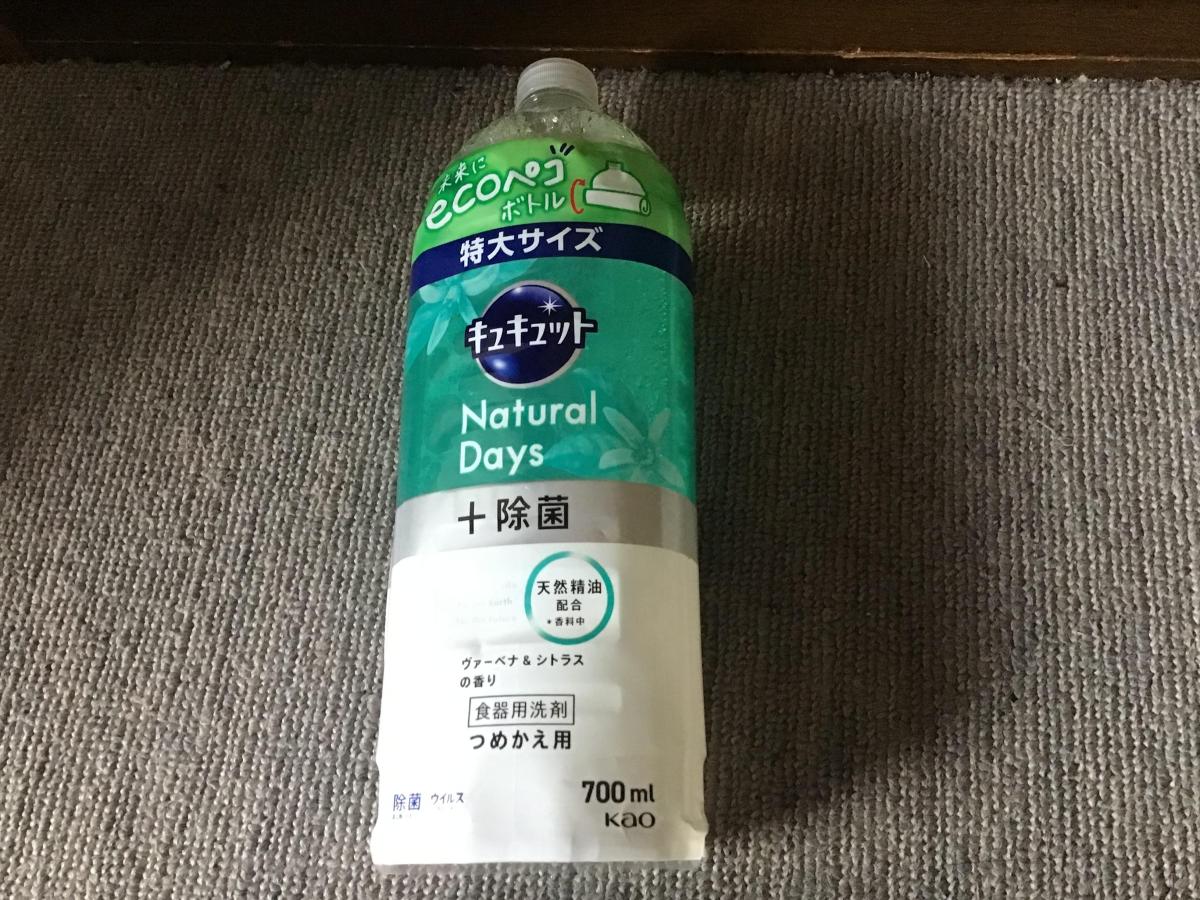 未来に
ecoペコ
ボトル
特大サイズ
キュキュット
Natural
Days
+除菌
天然精油
配合
*香料中
ヴァーベナ & シトラス
の香り
食器用洗剤
つめかえ用
除菌 ウイルス
700 ml
Kao